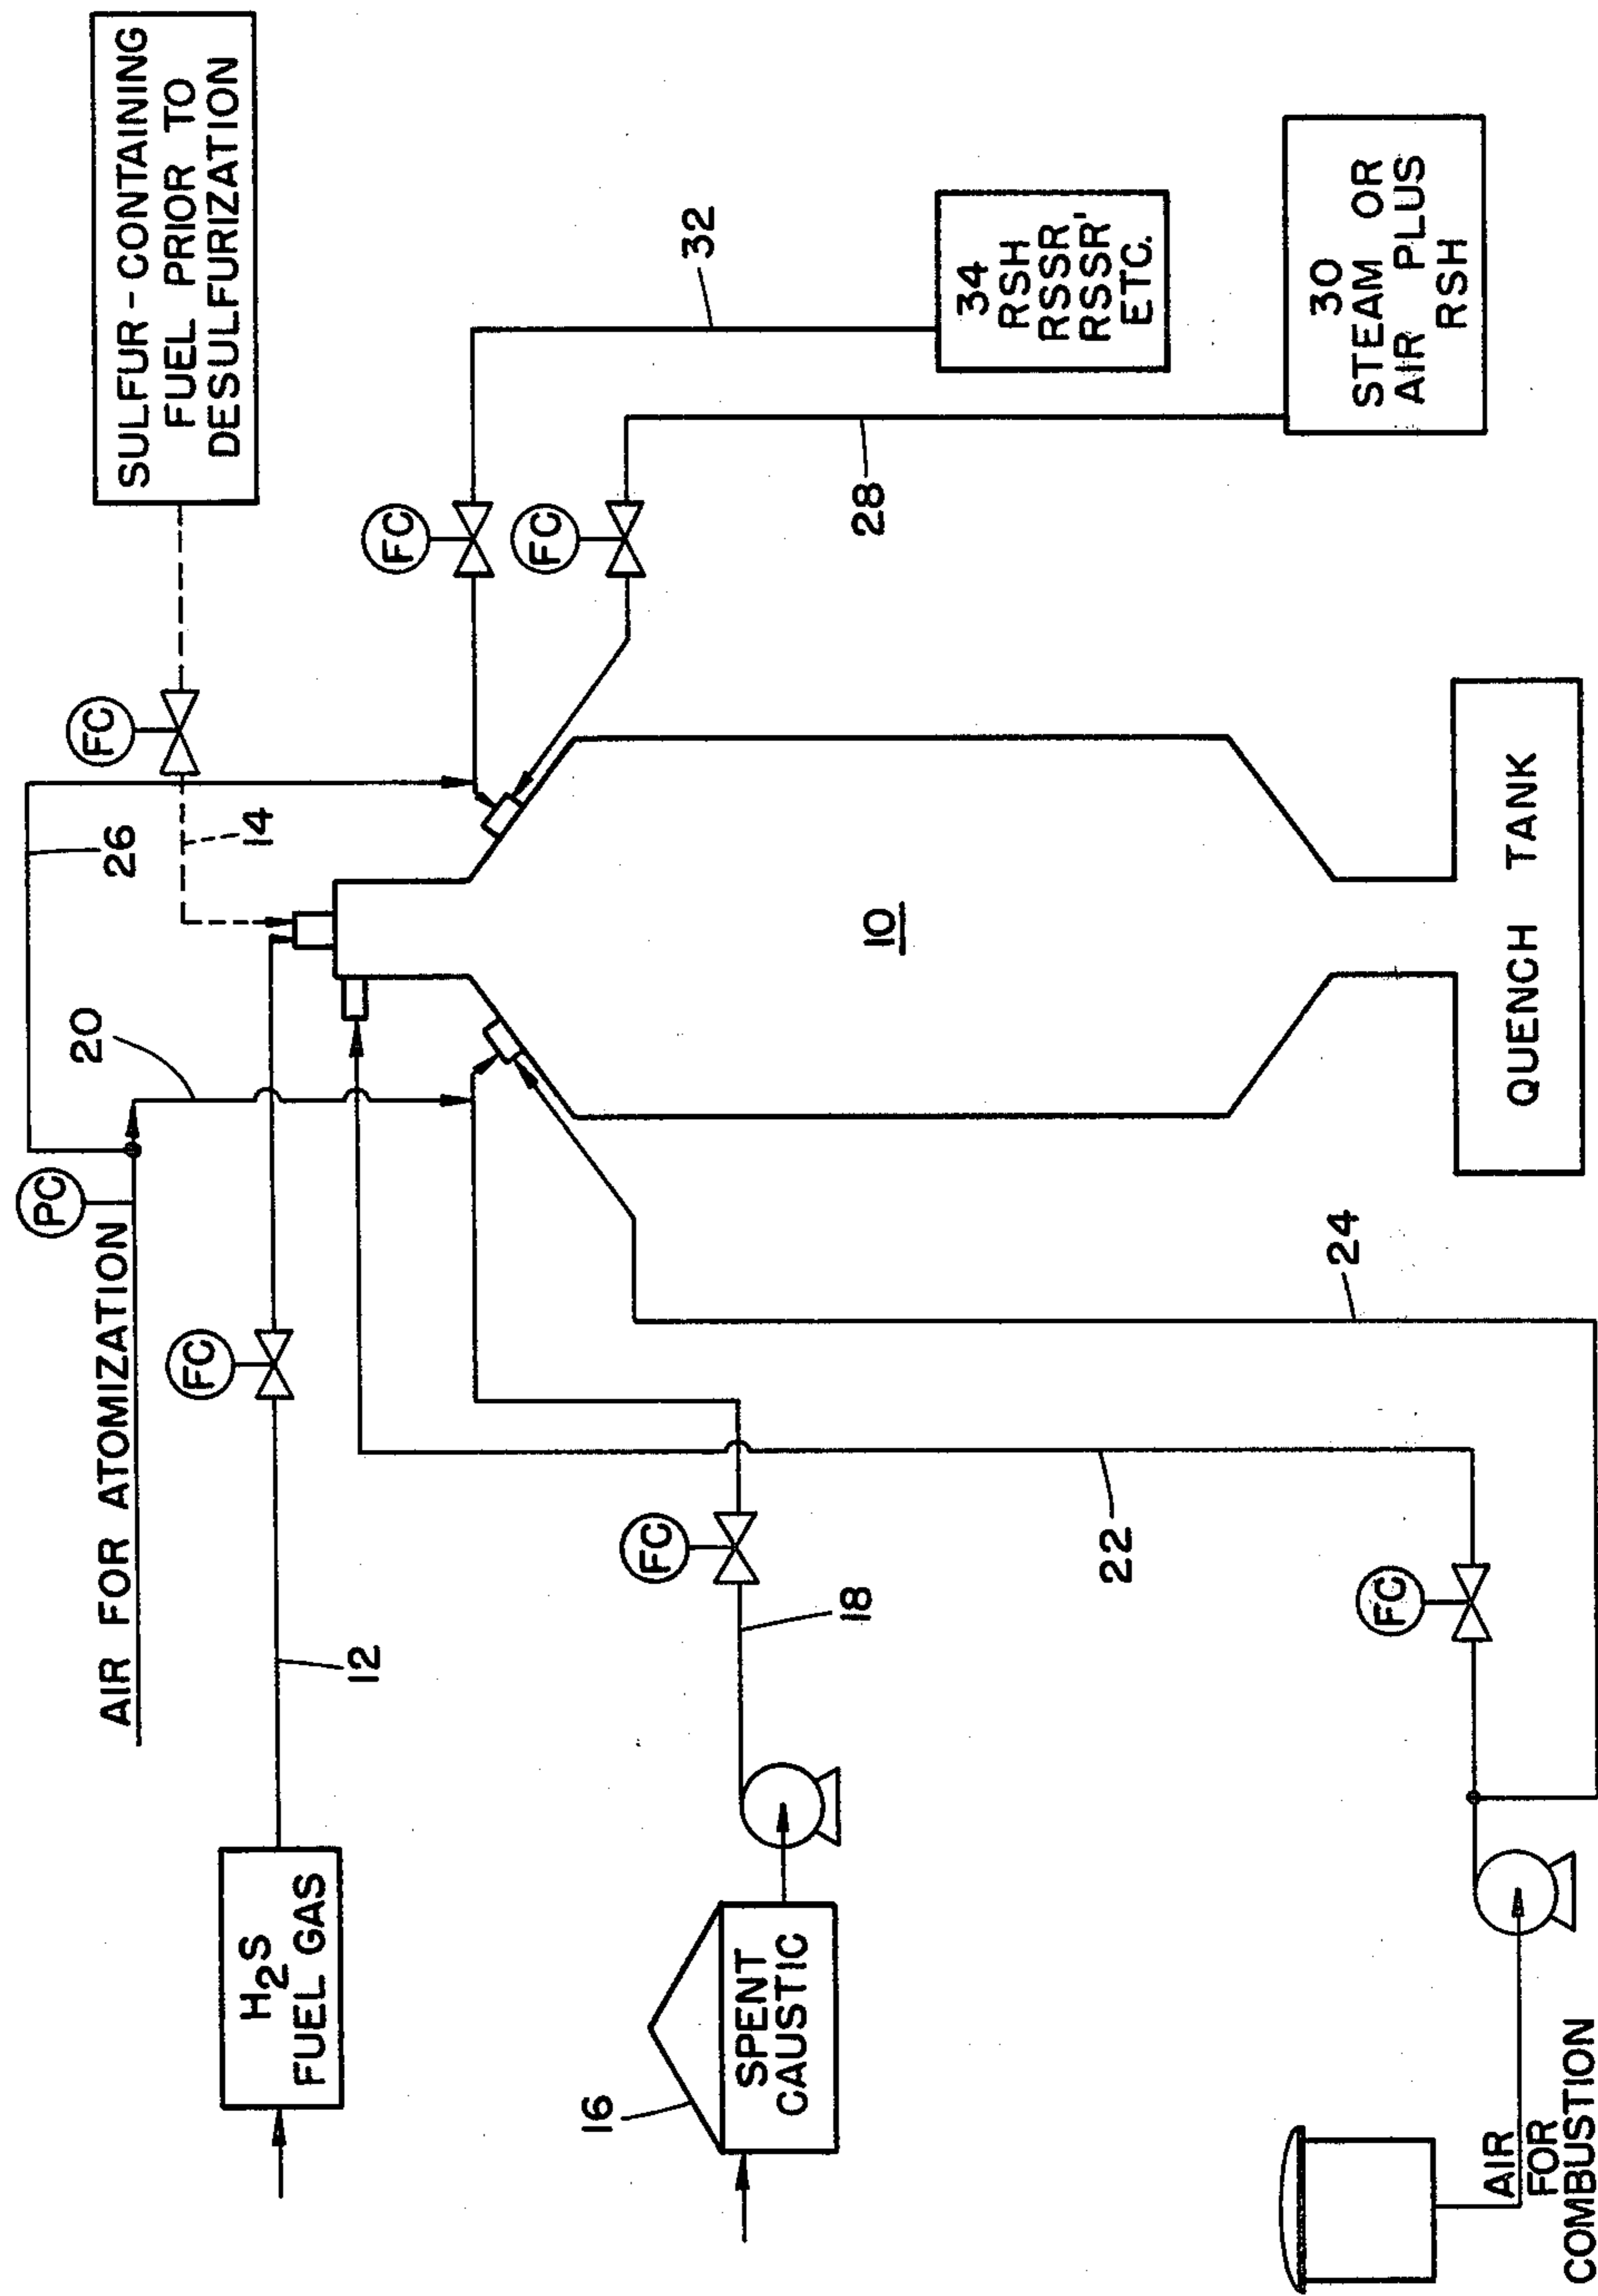 AIR FOR ATOMIZATION
PC
20
26
SULFUR-CONTAINING
FUEL PRIOR TO
DESULFURIZATION
FC
14
H2S
FUEL GAS
12
FC
FC
32
34
RSH
RSSR
RSSR'
ETC.
FC
28
30
STEAM OR
AIR PLUS
RSH
16
SPENT
CAUSTIC
18
FC
10
22
24
FC
AIR
FOR
COMBUSTION
QUENCH TANK